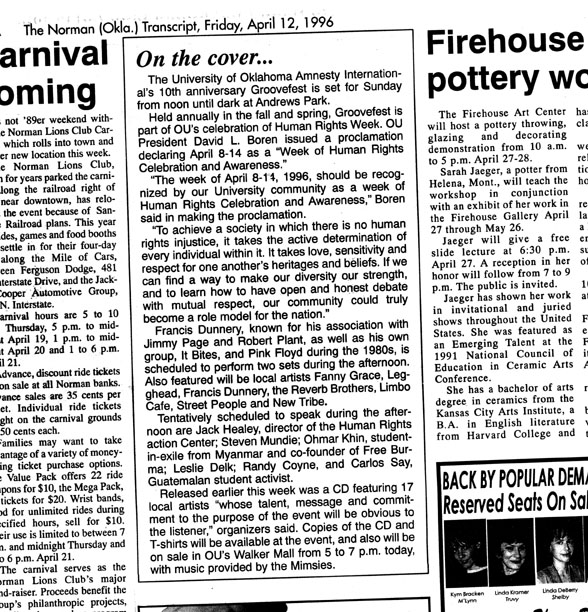 The Norman (Okla.) Transcript, Friday, April 12, 1996
arnival
oming
not '89er weekend with-
e Norman Lions Club Car-
which rolls into town and
er new location this week.
e Norman Lions Club,
n for years parked the carni-
along the railroad right of
near downtown, has relo-
the event because of San-
e Railroad plans. This year
des, games and food booths
settle in for their four-day
along the Mile of Cars,
een Ferguson Dodge, 481
nterstate Drive, and the Jack-
Cooper Automotive Group,
N. Interstate.
arnival hours are 5 to 10
Thursday, 5 p.m. to mid-
t April 19, 1 p.m. to mid-
t April 20 and 1 to 6 p.m.
il 21.
Advance, discount ride tickets
on sale at all Norman banks.
vance sales are 35 cents per
et. Individual ride tickets
ght on the carnival grounds
50 cents each.
Families may want to take
antage of a variety of money-
ing ticket purchase options.
e Value Pack offers 22 ride
pons for $10, the Mega Pack,
tickets for $20. Wrist bands,
od for unlimited rides during
cified hours, sell for $10.
eir use is limited to between 7
n. and midnight Thursday and
o 6 p.m. April 21.
The carnival serves as the
orman Lions Club's major
nd-raiser. Proceeds benefit the
oup's philanthropic projects,
On the cover...
The University of Oklahoma Amnesty Internation-
al's 10th anniversary Groovefest is set for Sunday
from noon until dark at Andrews Park.
Held annually in the fall and spring, Groovefest is
part of OU's celebration of Human Rights Week. OU
President David L. Boren issued a proclamation
declaring April 8-14 as a "Week of Human Rights
Celebration and Awareness."
"The week of April 8-14, 1996, should be recog-
nized by our University community as a week of
Human Rights Celebration and Awareness," Boren
said in making the proclamation.
"To achieve a society in which there is no human
rights injustice, it takes the active determination of
every individual within it. It takes love, sensitivity and
respect for one another's heritages and beliefs. If we
can find a way to make our diversity our strength,
and to learn how to have open and honest debate
with mutual respect, our community could truly
become a role model for the nation."
Francis Dunnery, known for his association with
Jimmy Page and Robert Plant, as well as his own
group, It Bites, and Pink Floyd during the 1980s, is
scheduled to perform two sets during the afternoon.
Also featured will be local artists Fanny Grace, Leg-
ghead, Francis Dunnery, the Reverb Brothers, Limbo
Cafe, Street People and New Tribe.
Tentatively scheduled to speak during the after-
noon are Jack Healey, director of the Human Rights
action Center; Steven Mundie; Ohmar Khin, student-
in-exile from Myanmar and co-founder of Free Bur-
ma; Leslie Delk; Randy Coyne, and Carlos Say,
Guatemalan student activist.
Released earlier this week was a CD featuring 17
local artists "whose talent, message and commit-
ment to the purpose of the event will be obvious to
the listener," organizers said. Copies of the CD and
T-shirts will be available at the event, and also will be
on sale in OU's Walker Mall from 5 to 7 p.m. today,
with music provided by the Mimsies.
Firehouse
pottery wo
The Firehouse Art Center
will host a pottery throwing,
glazing and decorating
demonstration from 10 a.m.
to 5 p.m. April 27-28.
Sarah Jaeger, a potter from
Helena, Mont., will teach the
workshop in conjunction
with an exhibit of her work in
the Firehouse Gallery April
27 through May 26.
Jaeger will give a free
slide lecture at 6:30 p.m.
April 27. A reception in her
honor will follow from 7 to 9
p.m. The public is invited.
Jaeger has shown her work
in invitational and juried
shows throughout the United
States. She was featured as
an Emerging Talent at the
1991 National Council of
Education in Ceramic Arts
Conference.
She has a bachelor of arts
degree in ceramics from the
Kansas City Arts Institute, a
B.A. in English literature
from Harvard College and
BACK BY POPULAR DEMA
Reserved Seats On Sa
Kym Bracken
M'Lynn
Linda Kramer
Truvy
Linda DeBerry
Shelby